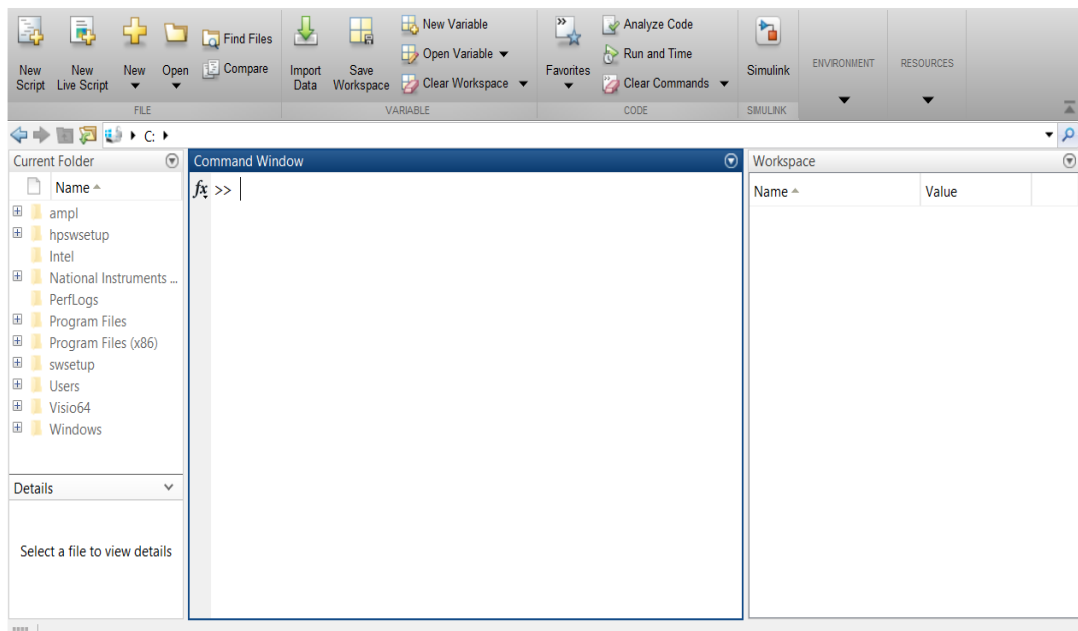 New Script
New Live Script
New
Open
Find Files
Compare
Import Data
Save Workspace
New Variable
Open Variable
Clear Workspace
Favorites
Analyze Code
Run and Time
Clear Commands
Simulink
ENVIRONMENT
RESOURCES
FILE
VARIABLE
CODE
SIMULINK
C:
Current Folder
Name
ampl
hpswsetup
Intel
National Instruments ...
PerfLogs
Program Files
Program Files (x86)
swsetup
Users
Visio64
Windows
Details
Select a file to view details
Command Window
fx >>
Workspace
Name Value